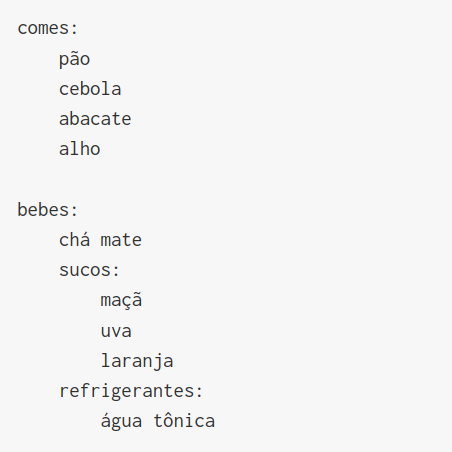 comes:
    pão
    cebola
    abacate
    alho

bebes:
    chá mate
    sucos:
        maçã
        uva
        laranja
    refrigerantes:
        água tônica